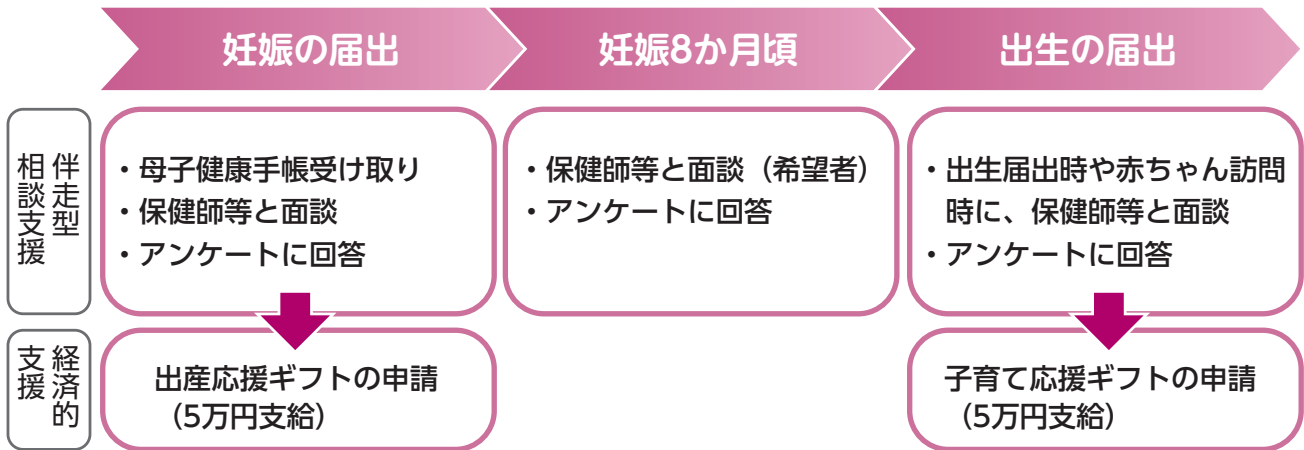 妊娠の届出
妊娠8か月頃
出生の届出
伴走型
相談支援
・母子健康手帳受け取り
・保健師等と面談
・アンケートに回答
・保健師等と面談（希望者）
・アンケートに回答
・出生届出時や赤ちゃん訪問
時に、保健師等と面談
・アンケートに回答
経済的
支援
出産応援ギフトの申請
（5万円支給）
子育て応援ギフトの申請
（5万円支給）